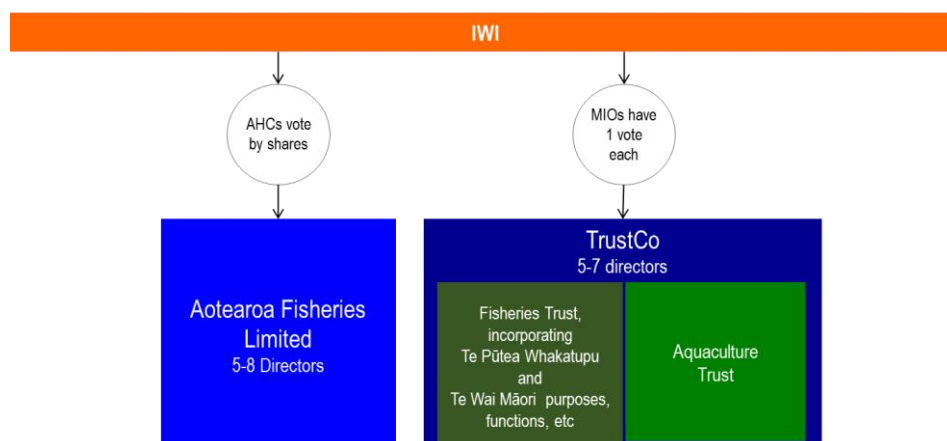 IWI
AHCs vote
by shares
MIOs have
1 vote
each
Aotearoa Fisheries
Limited
5-8 Directors
TrustCo
5-7 directors
Fisheries Trust,
incorporating
Te Pūtea Whakatupu
and
Te Wai Māori purposes,
functions, etc
Aquaculture
Trust